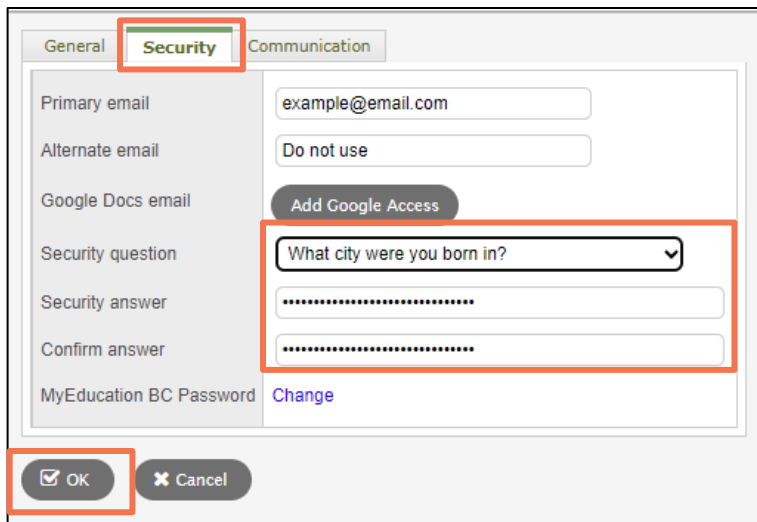 General Security Communication
Primary email example@email.com
Alternate email Do not use
Google Docs email Add Google Access
Security question What city were you born in?
Security answer •••••••••••••••••••••••••••••••
Confirm answer •••••••••••••••••••••••••••••••
MyEducation BC Password Change
OK Cancel